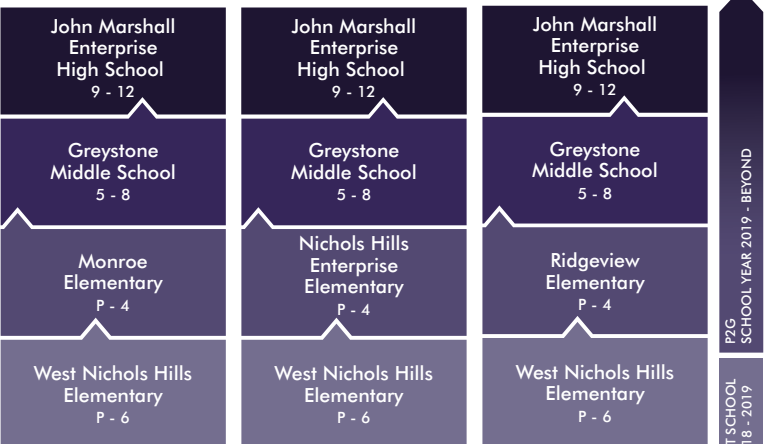 John Marshall
Enterprise
High School
9 - 12
Greystone
Middle School
5 - 8
Monroe
Elementary
P - 4
West Nichols Hills
Elementary
P - 6
John Marshall
Enterprise
High School
9 - 12
Greystone
Middle School
5 - 8
Nichols Hills
Enterprise
Elementary
P - 4
West Nichols Hills
Elementary
P - 6
John Marshall
Enterprise
High School
9 - 12
Greystone
Middle School
5 - 8
Ridgeview
Elementary
P - 4
West Nichols Hills
Elementary
P - 6
P2G
SCHOOL YEAR 2019 - BEYOND
SCHOOL
2019